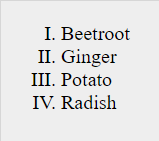 I. Beetroot
II. Ginger
III. Potato
IV. Radish